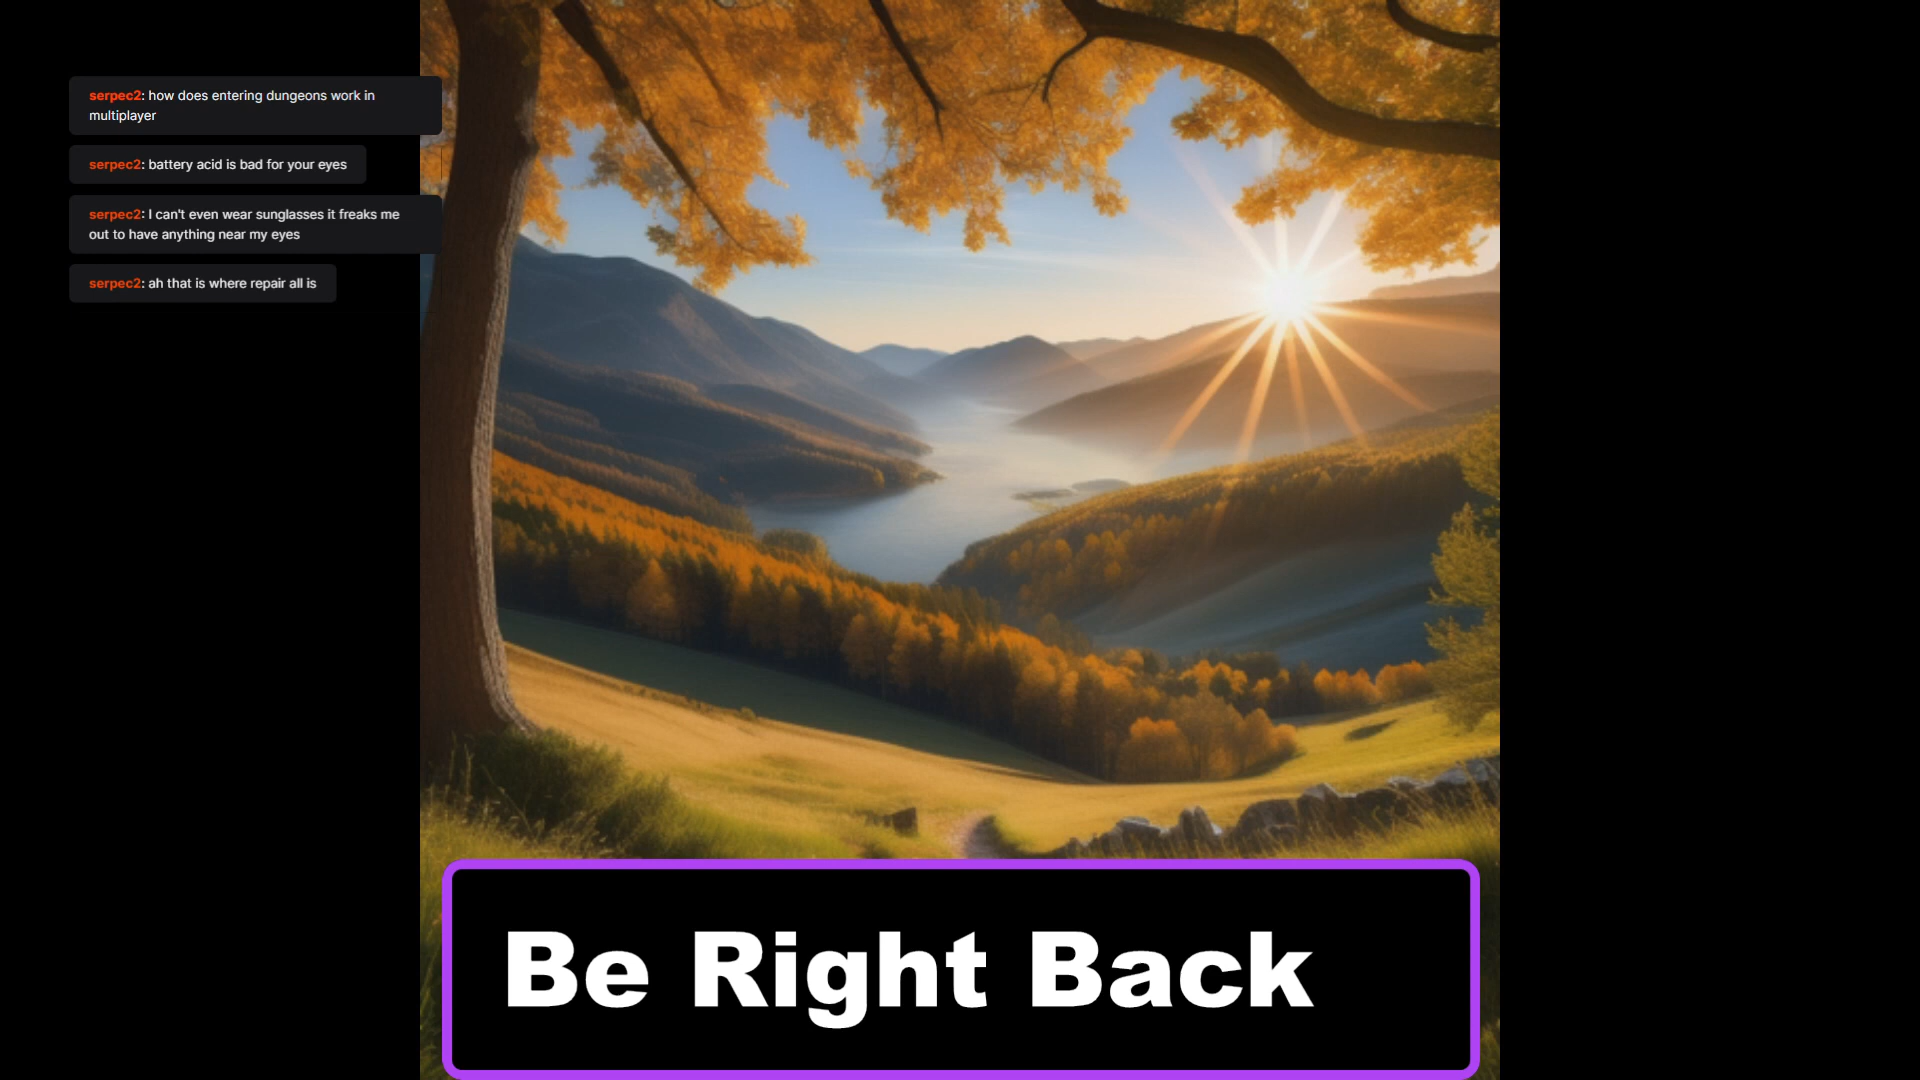 serpec2: how does entering dungeons work in
multiplayer
serpec2: battery acid is bad for your eyes
serpec2: I can't even wear sunglasses it freaks me
out to have anything near my eyes
serpec2: ah that is where repair all is
Be Right Back